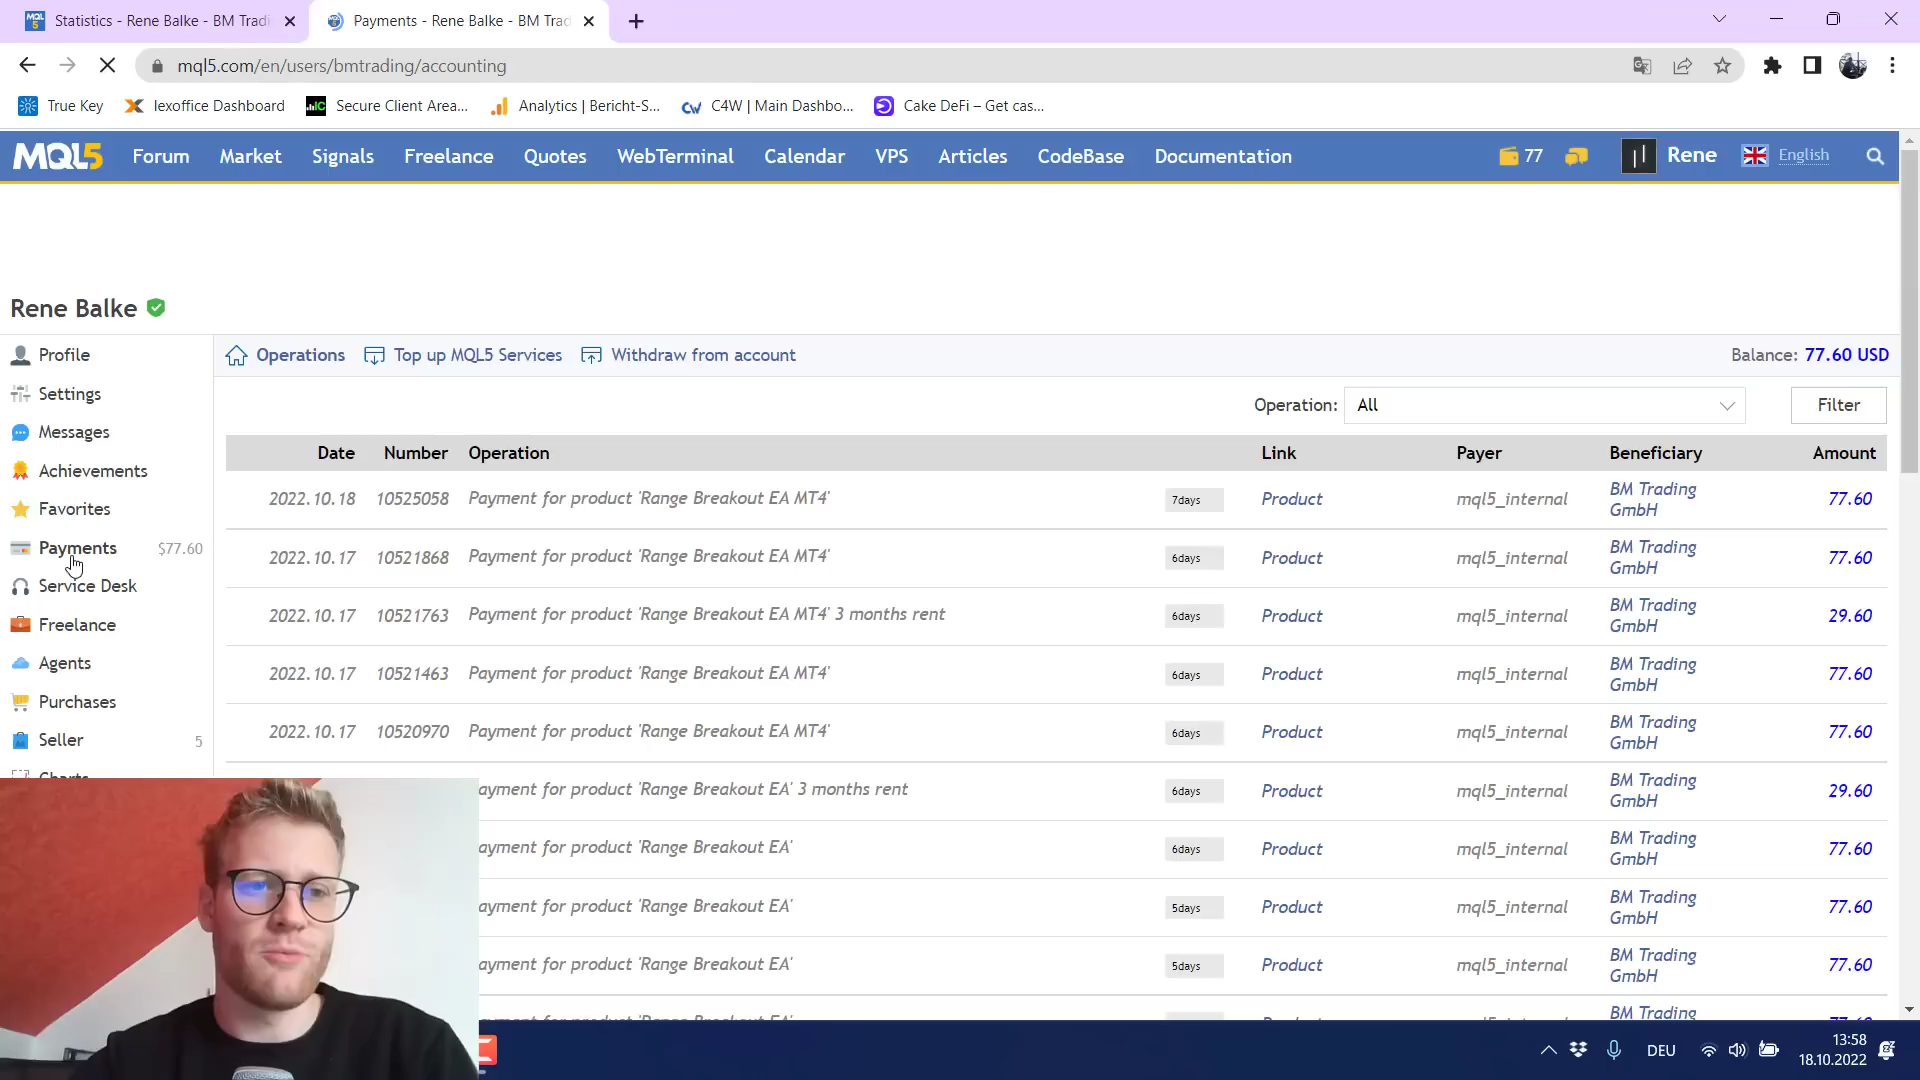 Statistics - Rene Balke - BM Tradi
Payments - Rene Balke - BM Trad
mql5.com/en/users/bmtrading/accounting
True Key
lexoffice Dashboard
Secure Client Area...
Analytics | Bericht-S...
C4W | Main Dashbo...
Cake DeFi – Get cas...
MQL5 Forum Market Signals Freelance Quotes WebTerminal Calendar VPS Articles CodeBase Documentation 77 Rene English
Rene Balke
Profile
Settings
Messages
Achievements
Favorites
Payments $77.60
Service Desk
Freelance
Agents
Purchases
Seller 5
Charts
Operations Top up MQL5 Services Withdraw from account Balance: 77.60 USD
Operation: All Filter
Date Number Operation Link Payer Beneficiary Amount
2022.10.18 10525058 Payment for product 'Range Breakout EA MT4' 7days Product mql5_internal BM Trading GmbH 77.60
2022.10.17 10521868 Payment for product 'Range Breakout EA MT4' 6days Product mql5_internal BM Trading GmbH 77.60
2022.10.17 10521763 Payment for product 'Range Breakout EA MT4' 3 months rent 6days Product mql5_internal BM Trading GmbH 29.60
2022.10.17 10521463 Payment for product 'Range Breakout EA MT4' 6days Product mql5_internal BM Trading GmbH 77.60
2022.10.17 10520970 Payment for product 'Range Breakout EA MT4' 6days Product mql5_internal BM Trading GmbH 77.60
ayment for product 'Range Breakout EA' 3 months rent 6days Product mql5_internal BM Trading GmbH 29.60
ayment for product 'Range Breakout EA' 6days Product mql5_internal BM Trading GmbH 77.60
ayment for product 'Range Breakout EA' 5days Product mql5_internal BM Trading GmbH 77.60
ayment for product 'Range Breakout EA' 5days Product mql5_internal BM Trading GmbH 77.60
BM Trading
DEU
13:58
18.10.2022